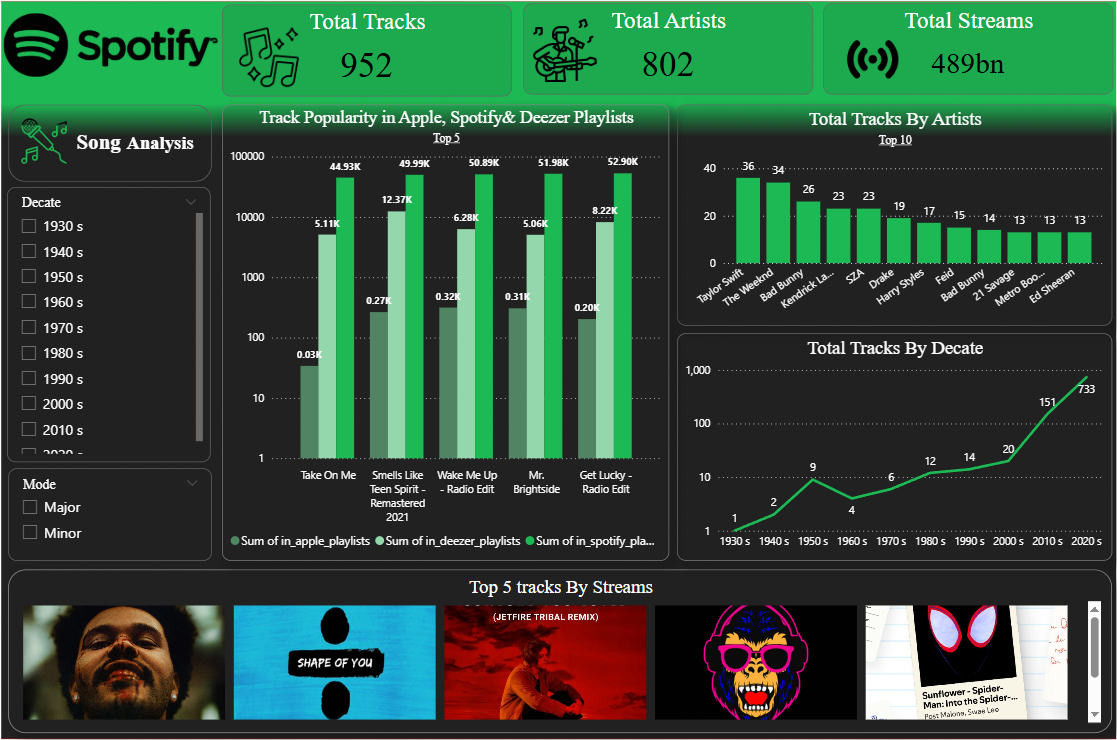 Spotify
Total Tracks
952
Total Artists
802
Total Streams
489bn
Song Analysis
Decate
1930 s
1940 s
1950 s
1960 s
1970 s
1980 s
1990 s
2000 s
2010 s
Mode
Major
Minor
Track Popularity in Apple, Spotify& Deezer Playlists
Top 5
100000
10000
1000
100
10
1
0.03K
5.11K
44.93K
0.27K
12.37K
49.99K
0.32K
6.28K
50.89K
0.31K
5.06K
51.98K
0.20K
8.22K
52.90K
Take On Me
Smells Like
Teen Spirit -
Remastered
2021
Wake Me Up
- Radio Edit
Mr.
Brightside
Get Lucky -
Radio Edit
Sum of in_apple_playlists
Sum of in_deezer_playlists
Sum of in_spotify_pla...
Total Tracks By Artists
Top 10
40
20
0
36
34
26
23
23
19
17
15
14
13
13
13
Taylor Swift
The Weeknd
Bad Bunny
Kendrick La...
SZA
Drake
Harry Styles
Feid
Bad Bunny
21 Savage
Metro Boo...
Ed Sheeran
Total Tracks By Decate
1,000
100
10
1
1
2
9
4
6
12
14
20
151
733
1930 s
1940 s
1950 s
1960 s
1970 s
1980 s
1990 s
2000 s
2010 s
2020 s
Top 5 tracks By Streams
SHAPE OF YOU
(JETFIRE TRIBAL REMIX)
Sunflower - Spider-
Man: Into the Spider-...
Post Malone, Swae Lee